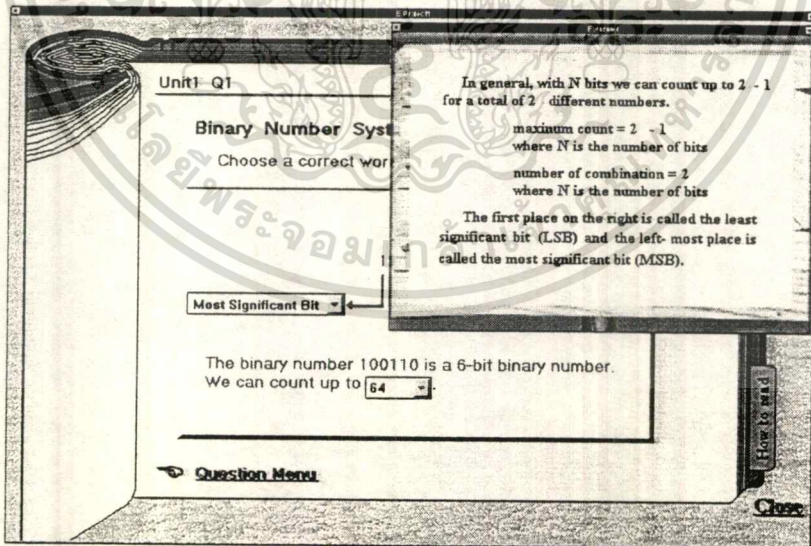 Unit1 Q1
Binary Number Syst
Choose a correct wor
Most Significant Bit
The binary number 100110 is a 6-bit binary number.
We can count up to 64.
Question Menu
How to read
Close
In general, with N bits we can count up to 2 - 1
for a total of 2 different numbers.
maximum count = 2 - 1
where N is the number of bits
number of combination = 2
where N is the number of bits
The first place on the right is called the least
significant bit (LSB) and the left- most place is
called the most significant bit (MSB).